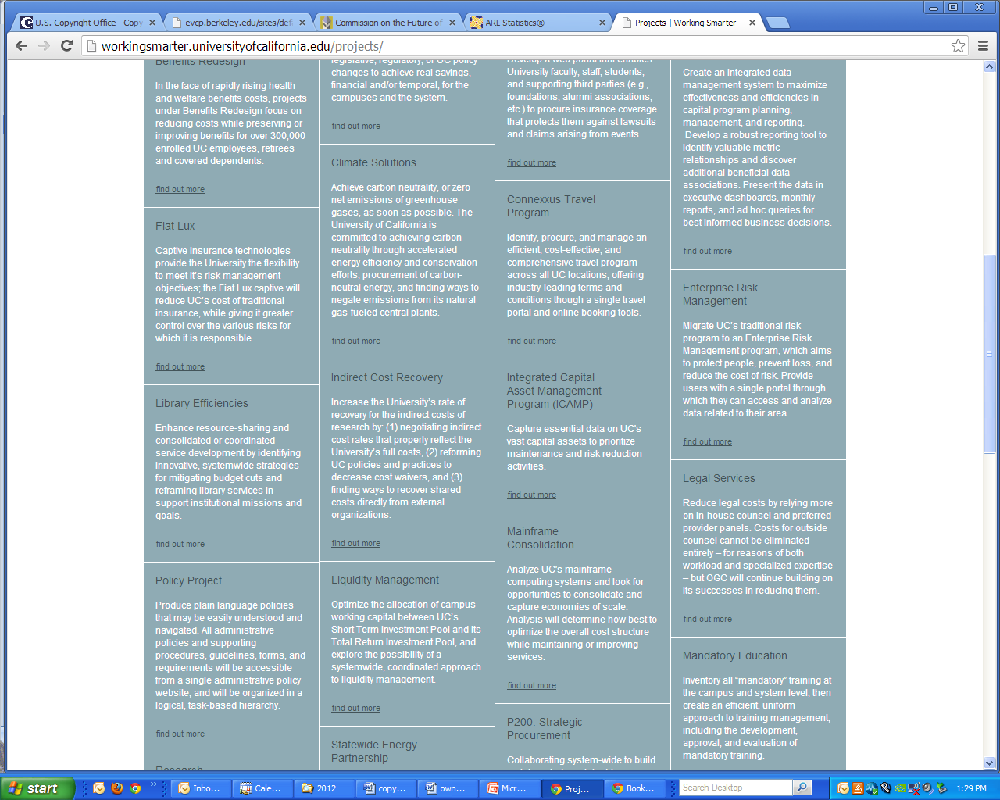 U.S. Copyright Office - Copy
evcp.berkeley.edu/sites/def
Commission on the Future of
ARL Statistics®
Projects | Working Smarter
workingsmarter.universityofcalifornia.edu/projects/
Benefits Redesign
In the face of rapidly rising health
and welfare benefits costs, projects
under Benefits Redesign focus on
reducing costs while preserving or
improving benefits for over 300,000
enrolled UC employees, retirees
and covered dependents.
find out more
Fiat Lux
Captive insurance technologies
provide the University the flexibility
to meet it's risk management
objectives; the Fiat Lux captive will
reduce UC's cost of traditional
insurance, while giving it greater
control over the various risks for
which it is responsible.
find out more
Library Efficiencies
Enhance resource-sharing and
consolidated or coordinated
service development by identifying
innovative, systemwide strategies
for mitigating budget cuts and
reframing library services in
support institutional missions and
goals.
find out more
Policy Project
Produce plain language policies
that may be easily understood and
navigated. All administrative
policies and supporting
procedures, guidelines, forms, and
requirements will be accessible
from a single administrative policy
website, and will be organized in a
logical, task-based hierarchy.
find out more
Research
legislative, regulatory, or UC policy
changes to achieve real savings,
financial and/or temporal, for the
campuses and the system.
find out more
Climate Solutions
Achieve carbon neutrality, or zero
net emissions of greenhouse
gases, as soon as possible. The
University of California is
committed to achieving carbon
neutrality through accelerated
energy efficiency and conservation
efforts, procurement of carbon-
neutral energy, and finding ways to
negate emissions from its natural
gas-fueled central plants.
find out more
Indirect Cost Recovery
Increase the University's rate of
recovery for the indirect costs of
research by: (1) negotiating indirect
cost rates that properly reflect the
University's full costs, (2) reforming
UC policies and practices to
decrease cost waivers, and (3)
finding ways to recover shared
costs directly from external
organizations.
find out more
Liquidity Management
Optimize the allocation of campus
working capital between UC's
Short Term Investment Pool and its
Total Return Investment Pool, and
explore the possibility of a
systemwide, coordinated approach
to liquidity management.
find out more
Statewide Energy
Partnership
Develop a web portal that enables
University faculty, staff, students,
and supporting third parties (e.g.,
foundations, alumni associations,
etc.) to procure insurance coverage
that protects them against lawsuits
and claims arising from events.
find out more
Connexxus Travel
Program
Identify, procure, and manage an
efficient, cost-effective, and
comprehensive travel program
across all UC locations, offering
industry-leading terms and
conditions though a single travel
portal and online booking tools.
find out more
Integrated Capital
Asset Management
Program (ICAMP)
Capture essential data on UC's
vast capital assets to prioritize
maintenance and risk reduction
activities.
find out more
Mainframe
Consolidation
Analyze UC's mainframe
computing systems and look for
opportunties to consolidate and
capture economies of scale.
Analysis will determine how best to
optimize the overall cost structure
while maintaining or improving
services.
find out more
P200: Strategic
Procurement
Collaborating system-wide to build
Create an integrated data
management system to maximize
effectiveness and efficiencies in
capital program planning,
management, and reporting.
Develop a robust reporting tool to
identify valuable metric
relationships and discover
additional beneficial data
associations. Present the data in
executive dashboards, monthly
reports, and ad hoc queries for
best informed business decisions.
find out more
Enterprise Risk
Management
Migrate UC's traditional risk
program to an Enterprise Risk
Management program, which aims
to protect people, prevent loss, and
reduce the cost of risk. Provide
users with a single portal through
which they can access and analyze
data related to their area.
find out more
Legal Services
Reduce legal costs by relying more
on in-house counsel and preferred
provider panels. Costs for outside
counsel cannot be eliminated
entirely – for reasons of both
workload and specialized expertise
– but OGC will continue building on
its successes in reducing them.
find out more
Mandatory Education
Inventory all “mandatory” training at
the campus and system level, then
create an efficient, uniform
approach to training management,
including the development,
approval, and evaluation of
mandatory training.
start
Inbo...
Cale...
2012
copy...
own...
Micr...
Proj...
Book...
Search Desktop
1:29 PM